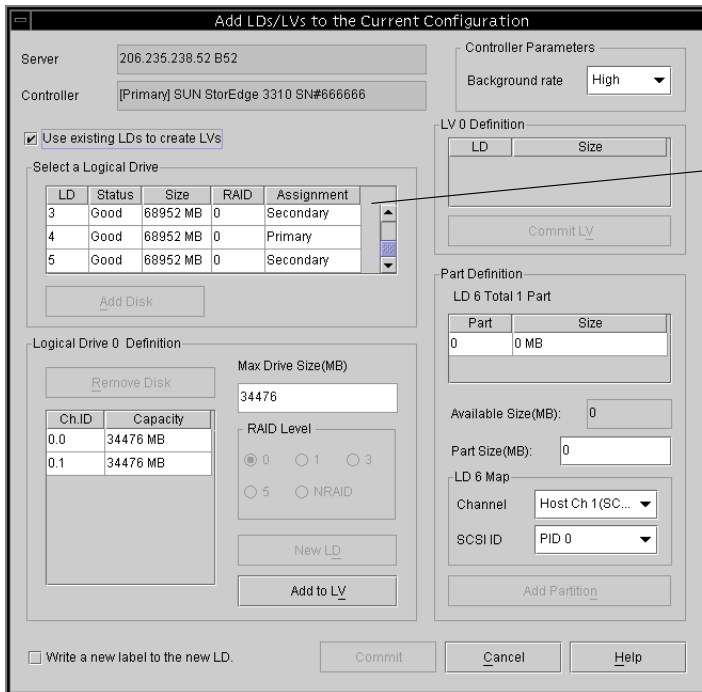 Add LDs/LVs to the Current Configuration
Server
206.235.238.52 B52
Controller
[Primary] SUN StorEdge 3310 SN#666666
Controller Parameters
Background rate
High
Use existing LDs to create LVs
Select a Logical Drive
LD Status Size RAID Assignment
3 Good 68952 MB 0 Secondary
4 Good 68952 MB 0 Primary
5 Good 68952 MB 0 Secondary
Add Disk
Logical Drive 0 Definition
Remove Disk
Ch.ID Capacity
0.0 34476 MB
0.1 34476 MB
Max Drive Size(MB)
34476
RAID Level
0 1 3
5 NRAID
New LD
Add to LV
LV 0 Definition
LD Size
Commit LV
Part Definition
LD 6 Total 1 Part
Part Size
0 0 MB
Available Size(MB): 0
Part Size(MB): 0
LD 6 Map
Channel Host Ch 1(SC...
SCSI ID PID 0
Add Partition
Write a new label to the new LD.
Commit
Cancel
Help